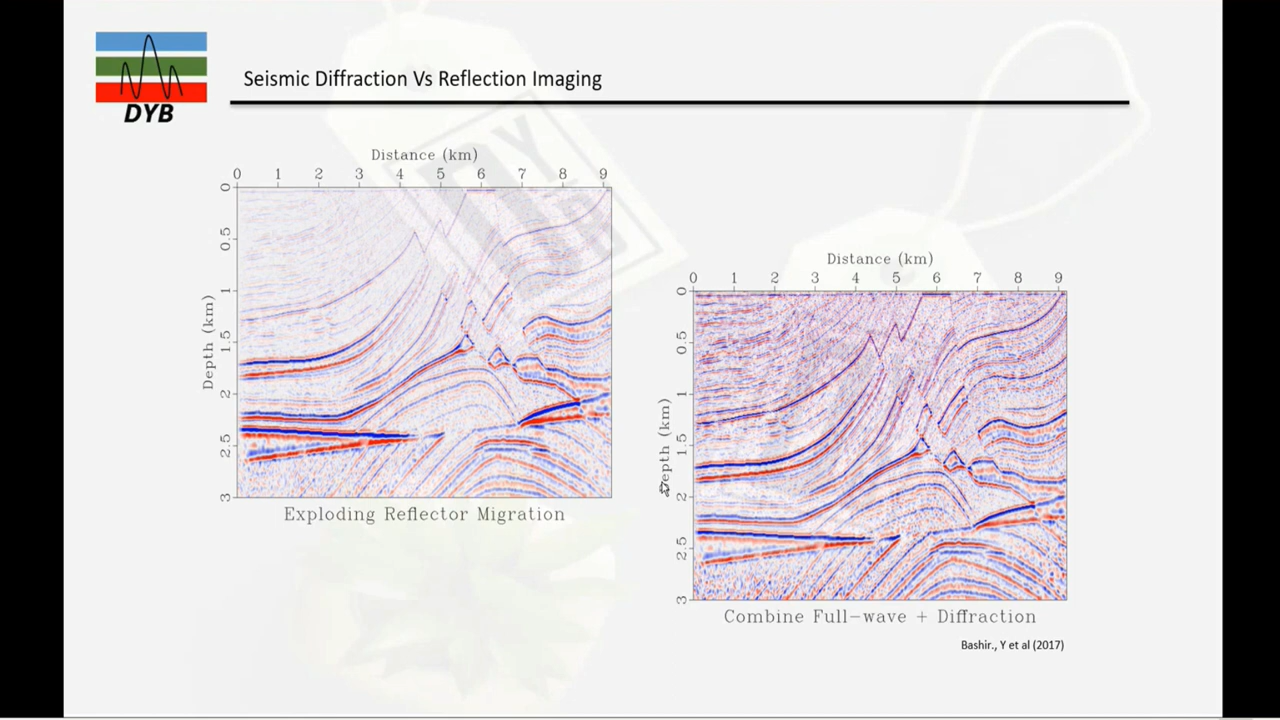 DYB
Seismic Diffraction Vs Reflection Imaging
Distance (km)
0 1 2 3 4 5 6 7 8 9
Depth (km)
0 0.5 1 1.5 2 2.5 3
Exploding Reflector Migration
Distance (km)
0 1 2 3 4 5 6 7 8 9
Depth (km)
0 0.5 1 1.5 2 2.5 3
Combine Full-wave + Diffraction
Bashir., Y et al (2017)